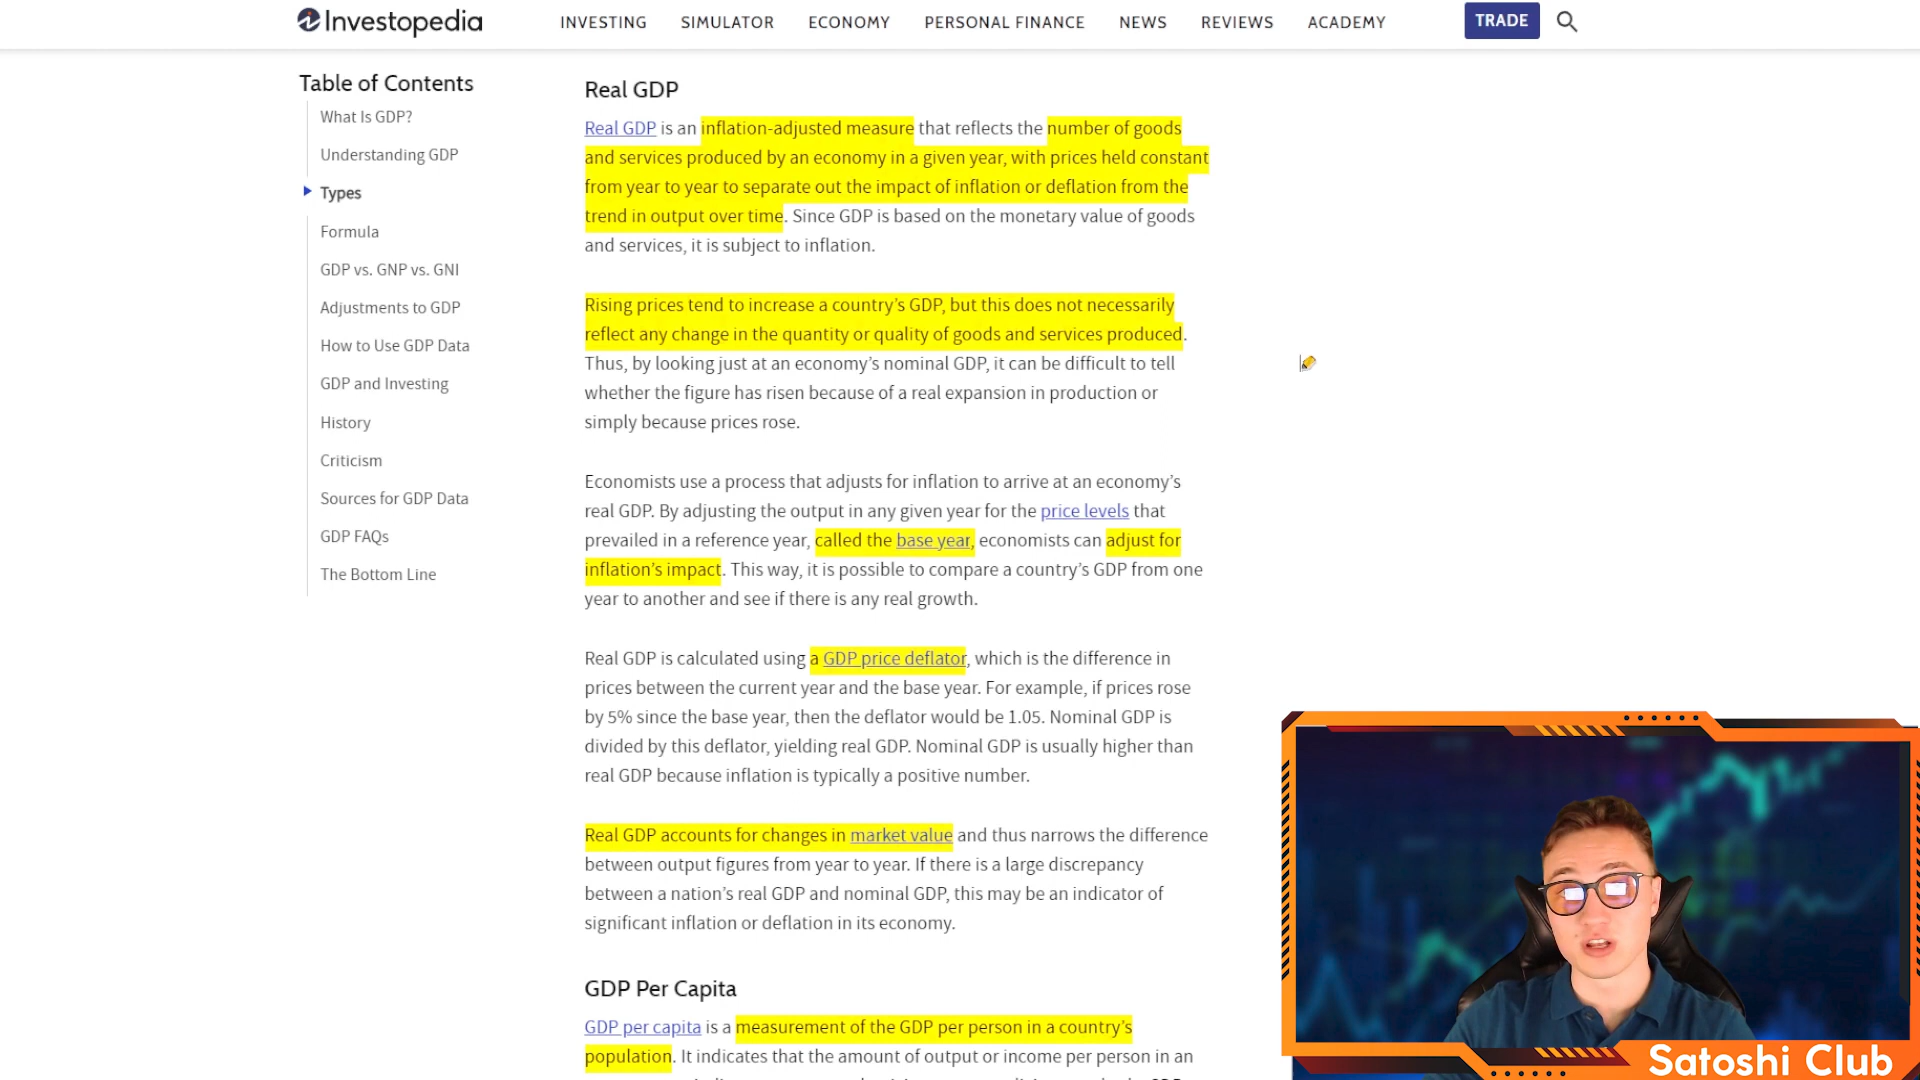 Investopedia
INVESTING SIMULATOR ECONOMY PERSONAL FINANCE NEWS REVIEWS ACADEMY TRADE
Table of Contents
What Is GDP?
Understanding GDP
Types
Formula
GDP vs. GNP vs. GNI
Adjustments to GDP
How to Use GDP Data
GDP and Investing
History
Criticism
Sources for GDP Data
GDP FAQs
The Bottom Line
Real GDP
Real GDP is an inflation-adjusted measure that reflects the number of goods
and services produced by an economy in a given year, with prices held constant
from year to year to separate out the impact of inflation or deflation from the
trend in output over time. Since GDP is based on the monetary value of goods
and services, it is subject to inflation.
Rising prices tend to increase a country’s GDP, but this does not necessarily
reflect any change in the quantity or quality of goods and services produced.
Thus, by looking just at an economy’s nominal GDP, it can be difficult to tell
whether the figure has risen because of a real expansion in production or
simply because prices rose.
Economists use a process that adjusts for inflation to arrive at an economy’s
real GDP. By adjusting the output in any given year for the price levels that
prevailed in a reference year, called the base year, economists can adjust for
inflation’s impact. This way, it is possible to compare a country’s GDP from one
year to another and see if there is any real growth.
Real GDP is calculated using a GDP price deflator, which is the difference in
prices between the current year and the base year. For example, if prices rose
by 5% since the base year, then the deflator would be 1.05. Nominal GDP is
divided by this deflator, yielding real GDP. Nominal GDP is usually higher than
real GDP because inflation is typically a positive number.
Real GDP accounts for changes in market value and thus narrows the difference
between output figures from year to year. If there is a large discrepancy
between a nation’s real GDP and nominal GDP, this may be an indicator of
significant inflation or deflation in its economy.
GDP Per Capita
GDP per capita is a measurement of the GDP per person in a country’s
population. It indicates that the amount of output or income per person in an
Satoshi Club